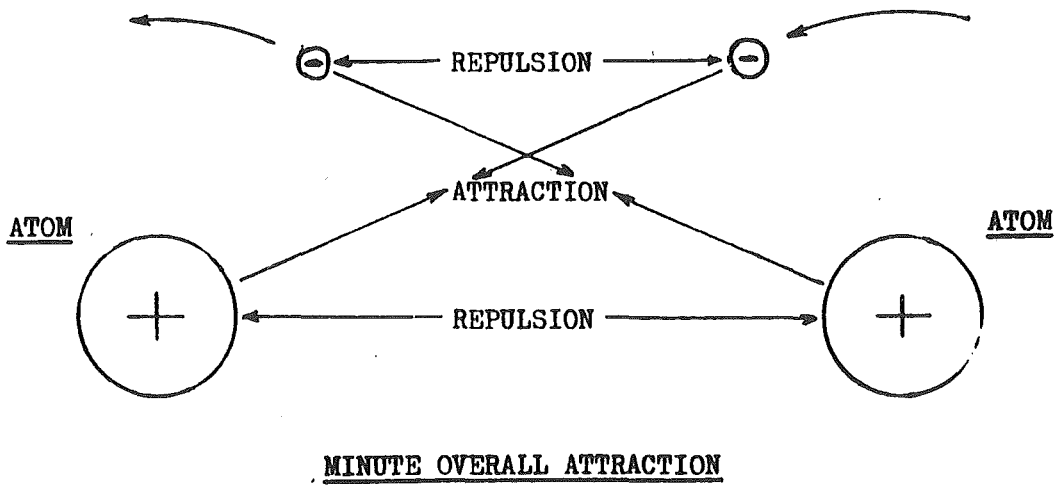 REPULSION
ATTRACTION
ATOM
ATOM
REPULSION
MINUTE OVERALL ATTRACTION